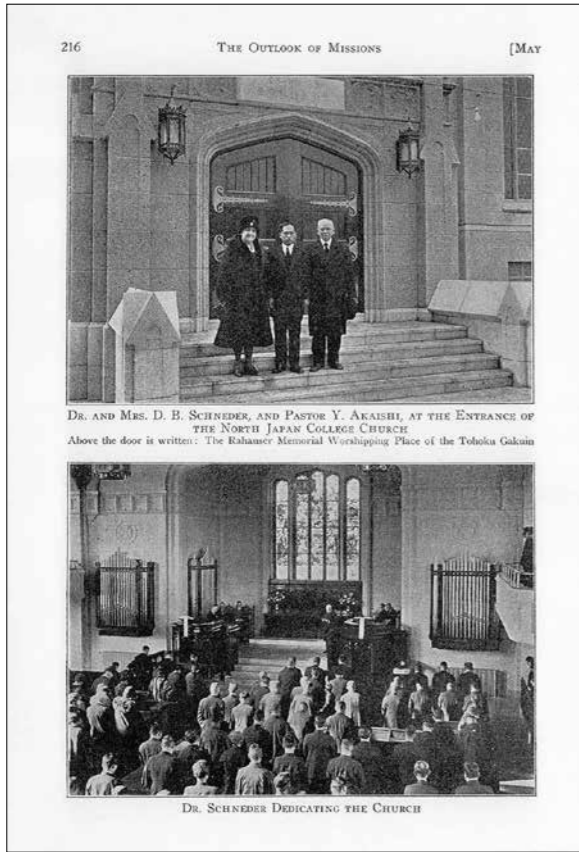 216 THE OUTLOOK OF MISSIONS [MAY
DR. AND MRS. D. B. SCHNEDER, AND PASTOR Y. AKAISHI, AT THE ENTRANCE OF
THE NORTH JAPAN COLLEGE CHURCH
Above the door is written: The Rahauser Memorial Worshipping Place of the Tohoku Gakuin
DR. SCHNEDER DEDICATING THE CHURCH